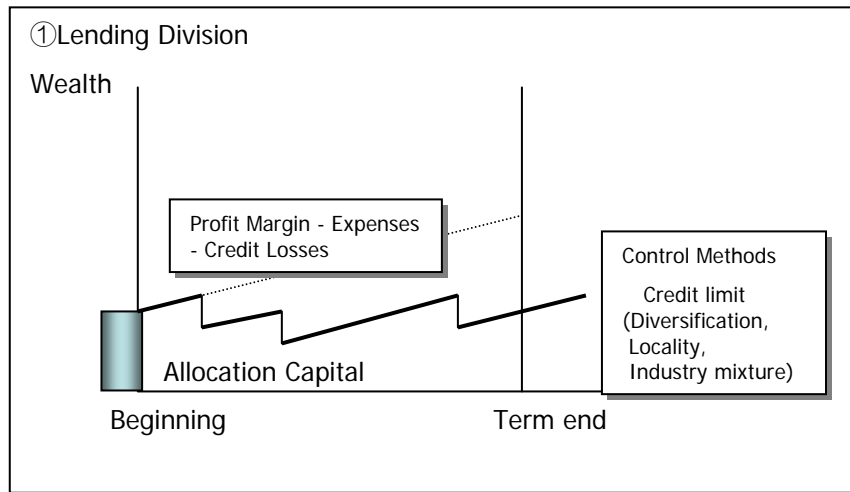 ①Lending Division
Wealth
Profit Margin - Expenses
- Credit Losses
Control Methods
Credit limit
(Diversification,
Locality,
Industry mixture)
Allocation Capital
Beginning
Term end